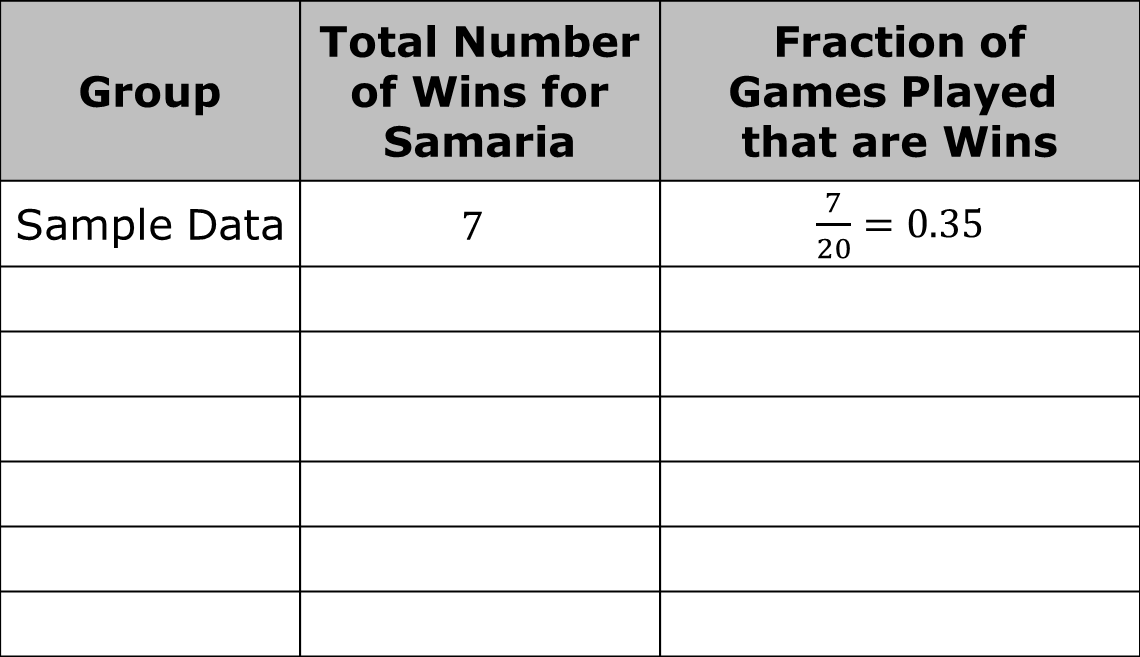 Group
Total Number
of Wins for
Samaria
Fraction of
Games Played
that are Wins
Sample Data
7
7/20 = 0.35